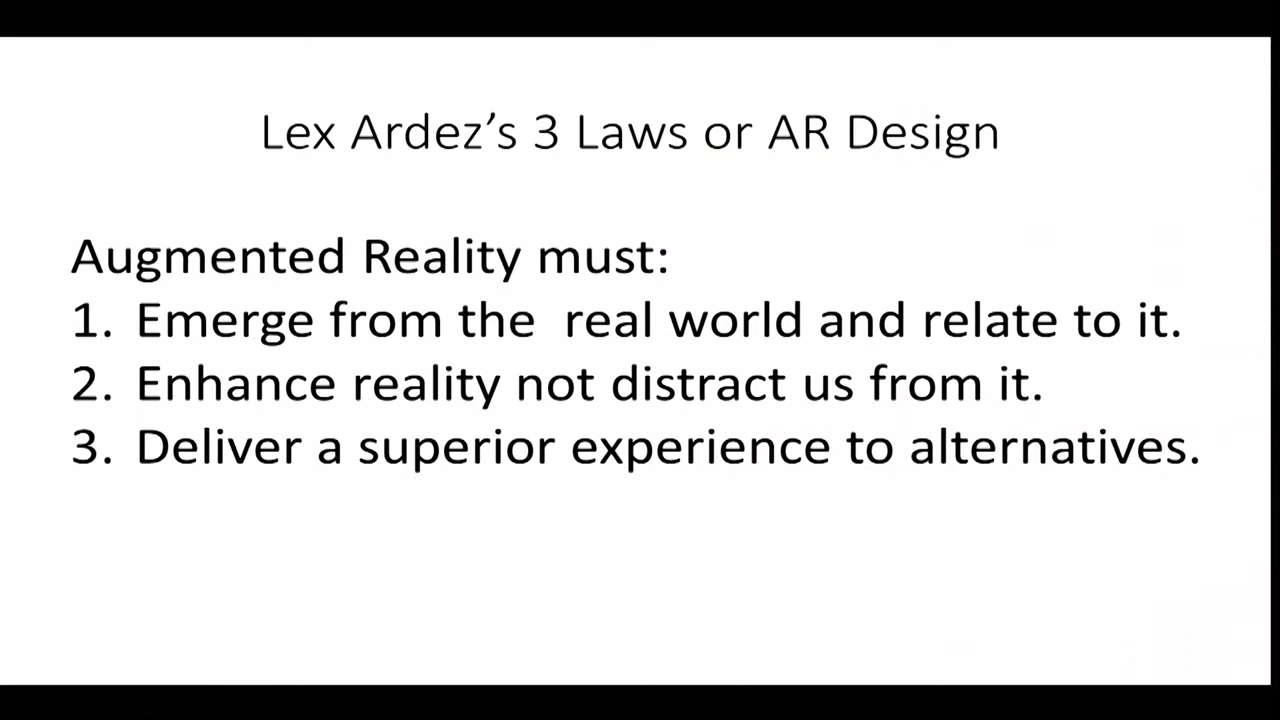 Lex Ardez’s 3 Laws or AR Design
Augmented Reality must:
1. Emerge from the  real world and relate to it.
2. Enhance reality not distract us from it.
3. Deliver a superior experience to alternatives.